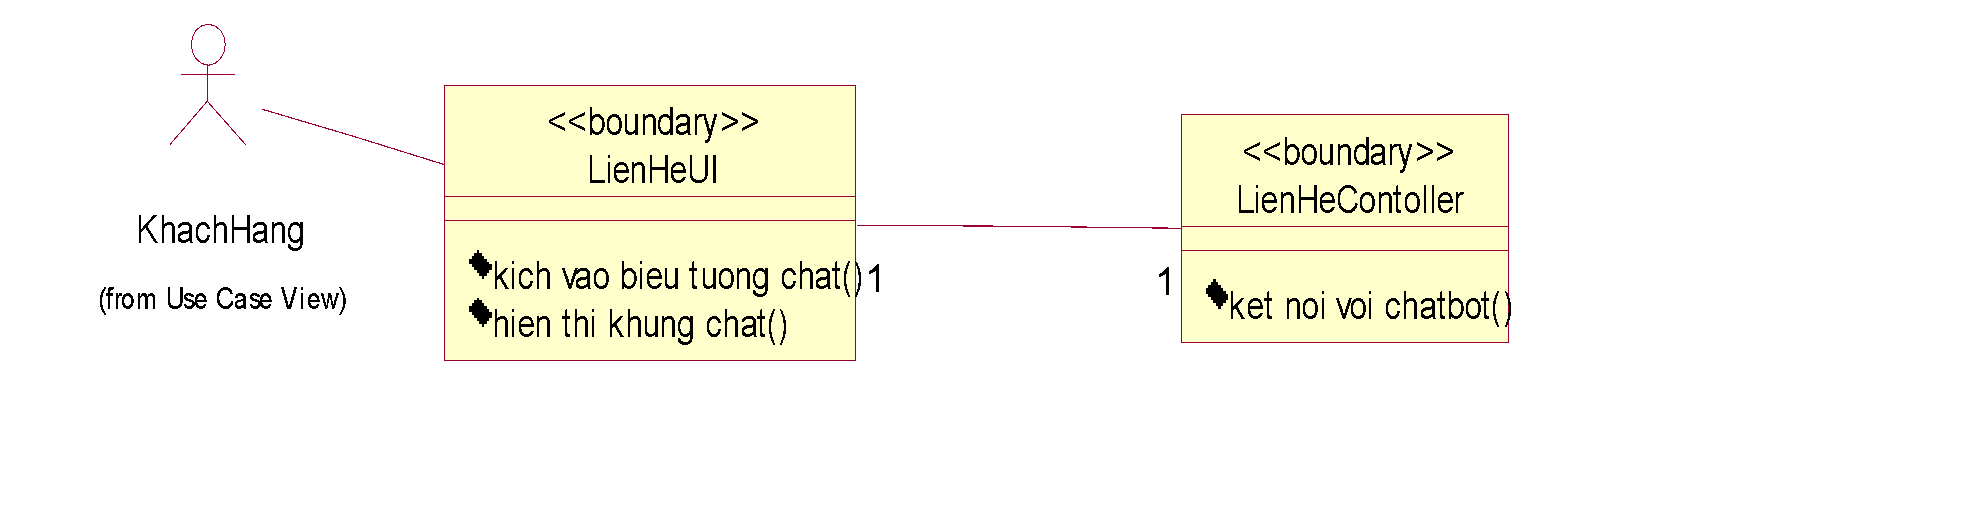 KhachHang
(from Use Case View)
<<boundary>>
LienHeUI
kich vao bieu tuong chat()
hien thi khung chat()
1
1
<<boundary>>
LienHeContoller
ket noi voi chatbot()